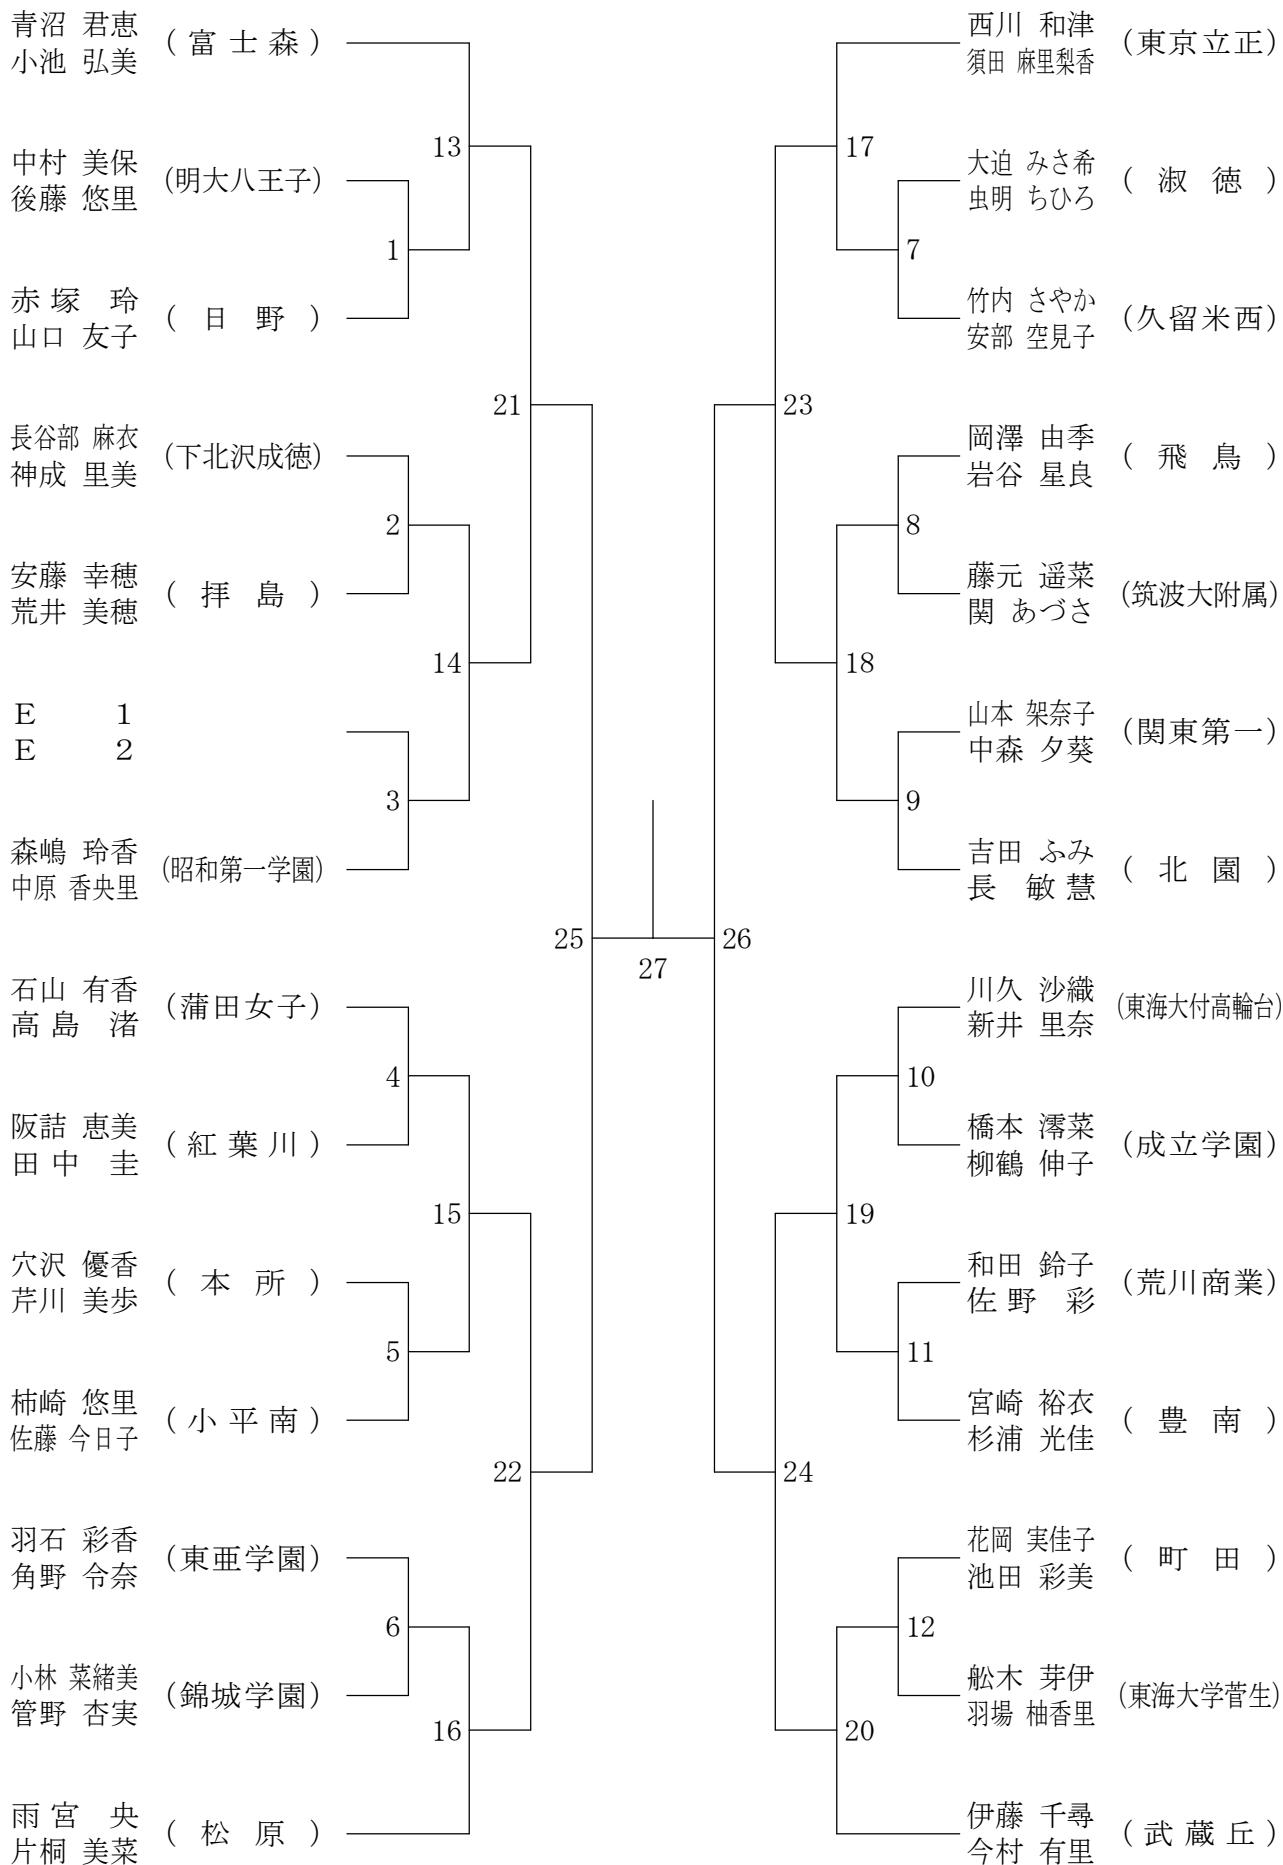 青沼 君恵
小池 弘美
(富士森)
中村 美保
後藤 悠里
(明大八王子)
1
13
赤塚 玲
山口 友子
(日野)
21
長谷部 麻衣
神成 里美
(下北沢成徳)
2
安藤 幸穂
荒井 美穂
(拝島)
14
E 1
E 2
3
森嶋 玲香
中原 香央里
(昭和第一学園)
25
石山 有香
高島 渚
(蒲田女子)
4
阪詰 恵美
田中 圭
(紅葉川)
15
穴沢 優香
芹川 美歩
(本所)
5
柿崎 悠里
佐藤 今日子
(小平南)
22
羽石 彩香
角野 令奈
(東亜学園)
6
小林 菜緒美
管野 杏実
(錦城学園)
16
雨宮 央
片桐 美菜
(松原)
27
西川 和津
須田 麻里梨香
(東京立正)
17
大迫 みさ希
虫明 ちひろ
(淑徳)
7
竹内 さやか
安部 空見子
(久留米西)
23
岡澤 由季
岩谷 星良
(飛鳥)
8
藤元 遥菜
関 あづさ
(筑波大附属)
18
山本 架奈子
中森 夕葵
(関東第一)
9
吉田 ふみ
長 敏慧
(北園)
26
川久 沙織
新井 里奈
(東海大付高輪台)
10
橋本 澪菜
柳鶴 伸子
(成立学園)
19
和田 鈴子
佐野 彩
(荒川商業)
11
宮崎 裕衣
杉浦 光佳
(豊南)
24
花岡 実佳子
池田 彩美
(町田)
12
舩木 芽伊
羽場 柚香里
(東海大学菅生)
20
伊藤 千尋
今村 有里
(武蔵丘)